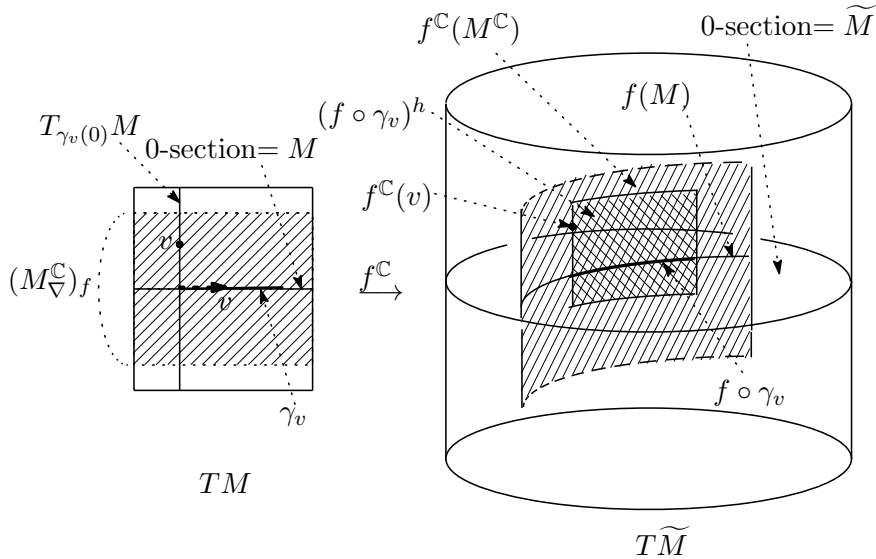 f^ℂ(M^ℂ)
0-section= M̃
f(M)
(f ∘ γ_v)^h
T_{γ_v(0)}M
0-section= M
f^ℂ(v)
v
(M^ℂ_∇)_f
f^ℂ
v
f ∘ γ_v
γ_v
TM
TM̃